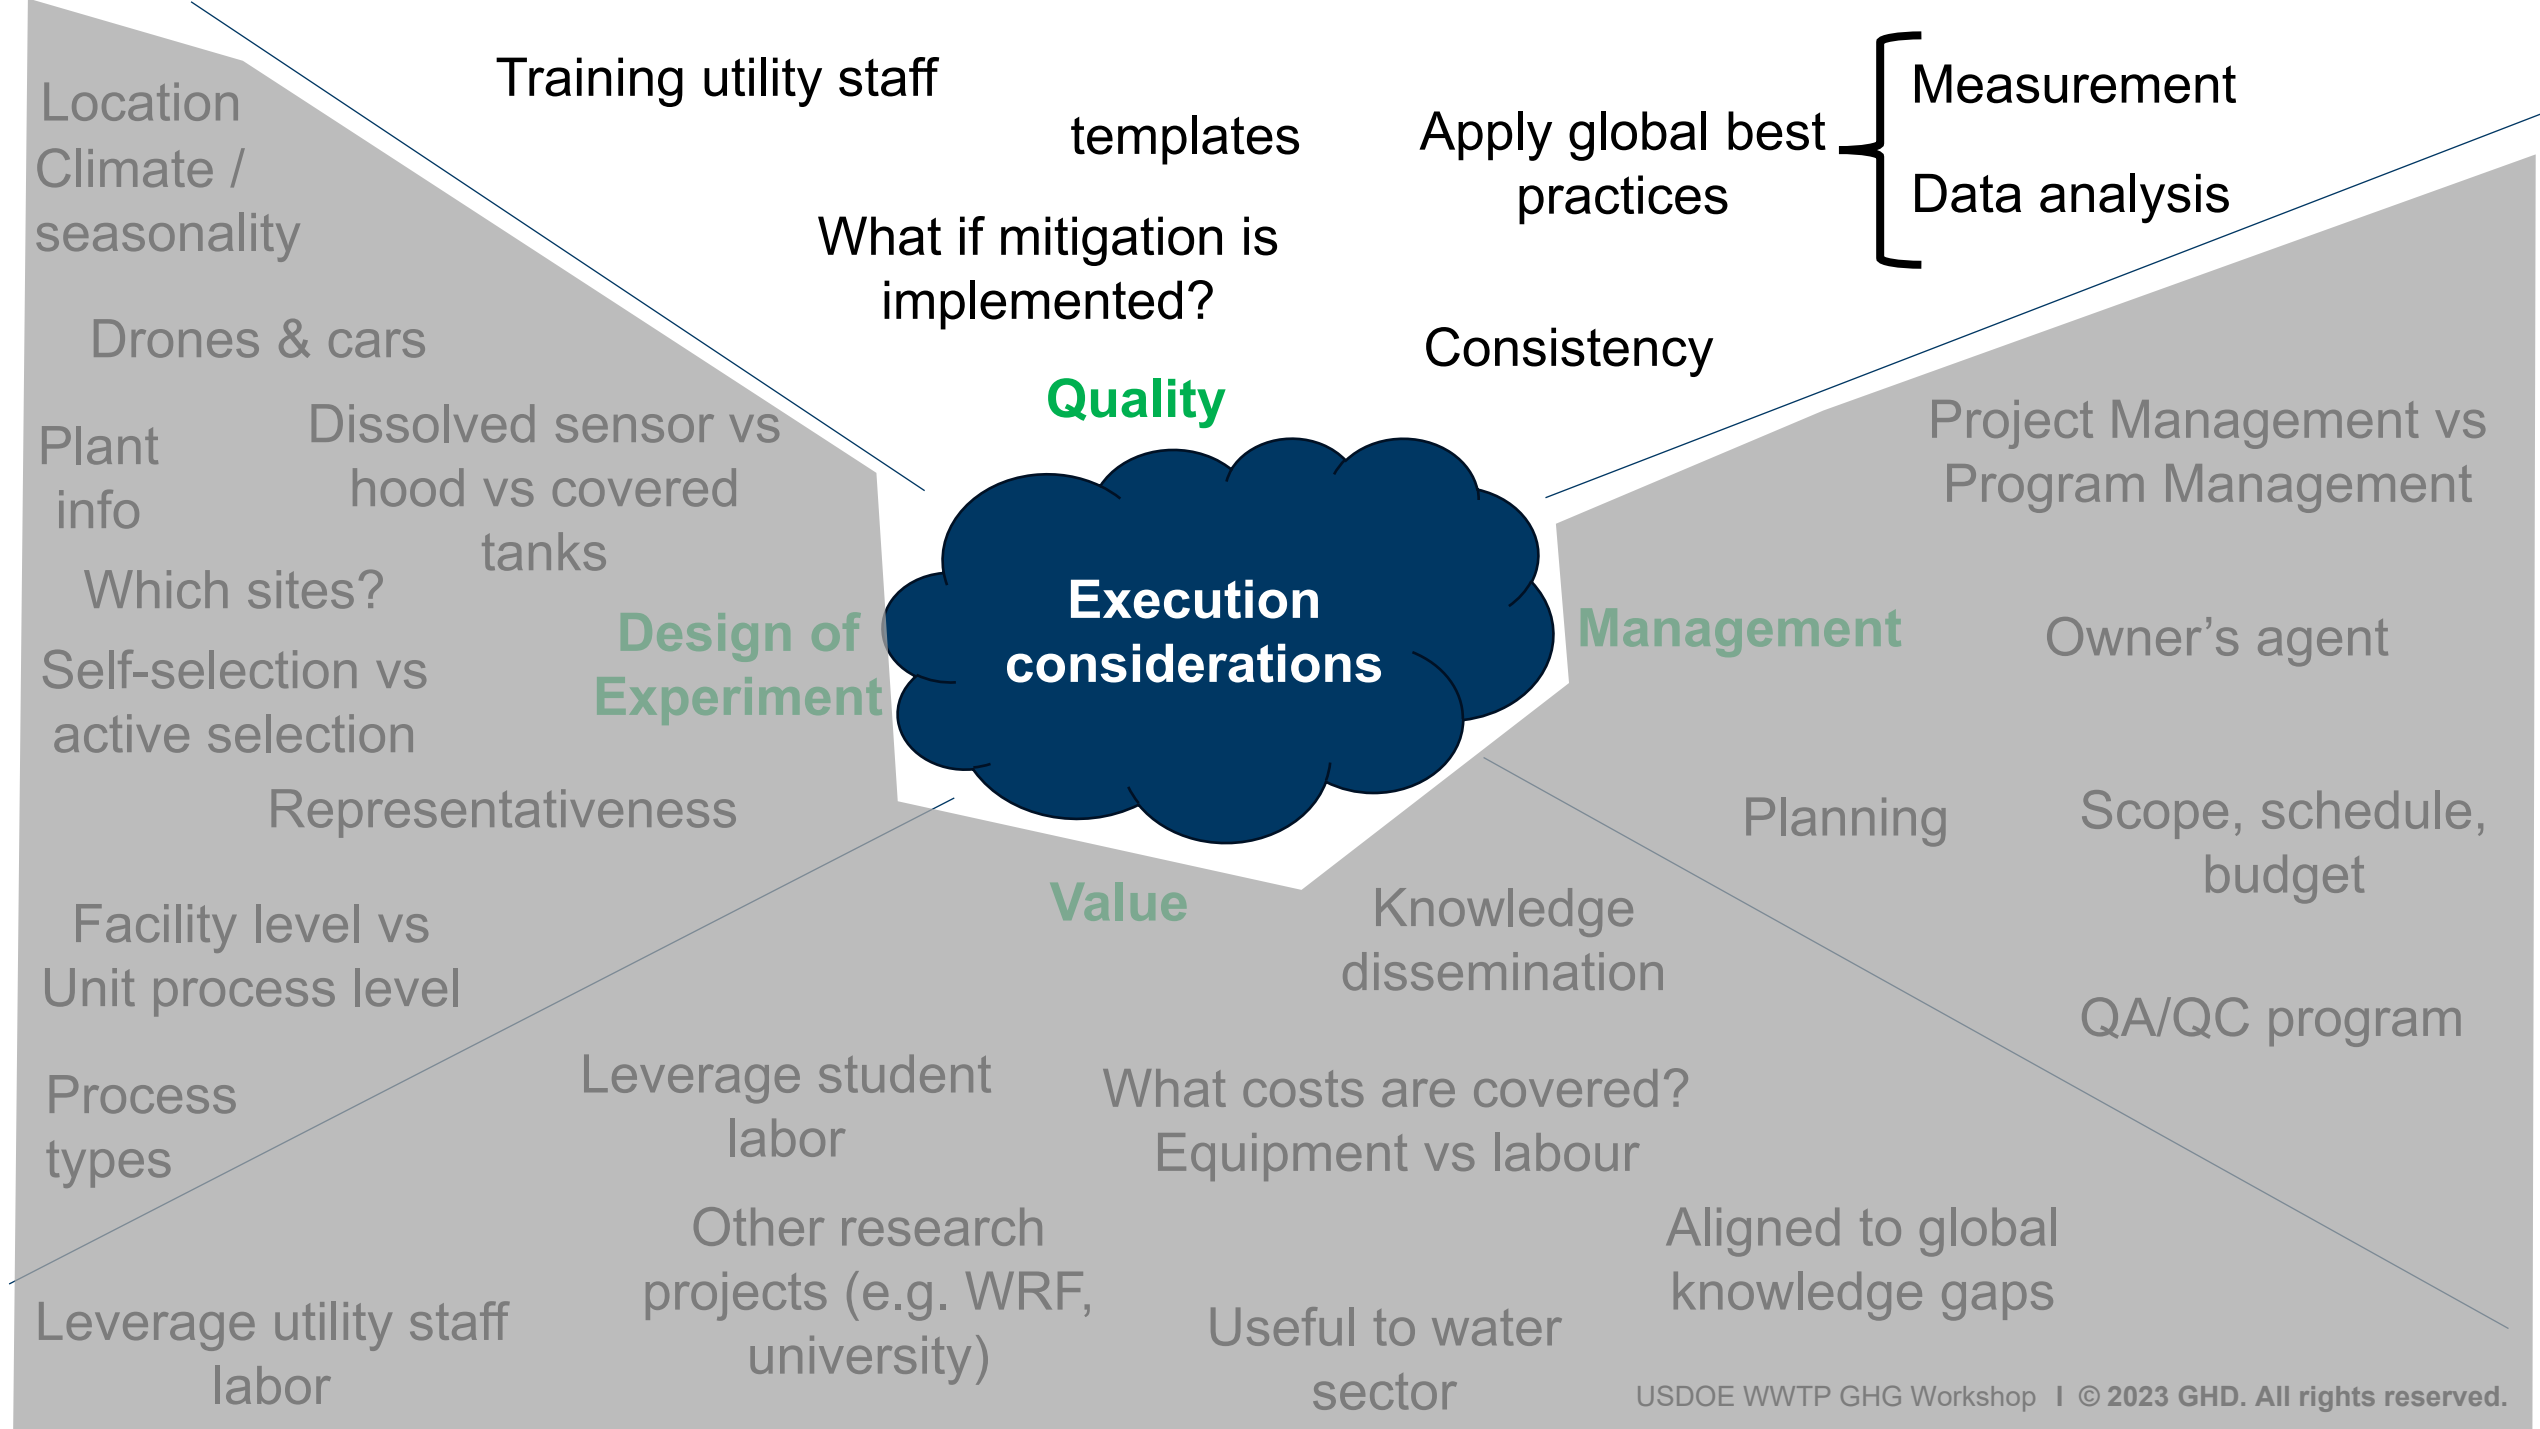 Training utility staff
templates
Apply global best
practices
Measurement
Data analysis
What if mitigation is
implemented?
Consistency
Quality
Location
Climate /
seasonality
Drones & cars
Plant
info
Dissolved sensor vs
hood vs covered
tanks
Which sites?
Design of
Experiment
Self-selection vs
active selection
Representativeness
Facility level vs
Unit process level
Process
types
Execution
considerations
Management
Project Management vs
Program Management
Owner’s agent
Planning
Scope, schedule,
budget
QA/QC program
Value
Knowledge
dissemination
Leverage student
labor
What costs are covered?
Equipment vs labour
Other research
projects (e.g. WRF,
university)
Aligned to global
knowledge gaps
Leverage utility staff
labor
Useful to water
sector
USDOE WWTP GHG Workshop I © 2023 GHD. All rights reserved.